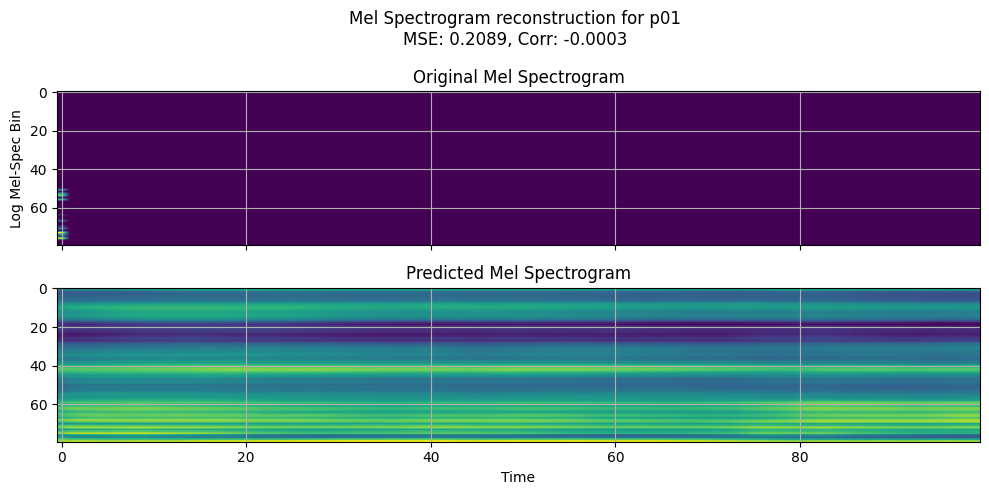 Mel Spectrogram reconstruction for p01
MSE: 0.2089, Corr: -0.0003
Original Mel Spectrogram
Log Mel-Spec Bin
0
20
40
60
Predicted Mel Spectrogram
0
20
40
60
0 20 40 60 80
Time